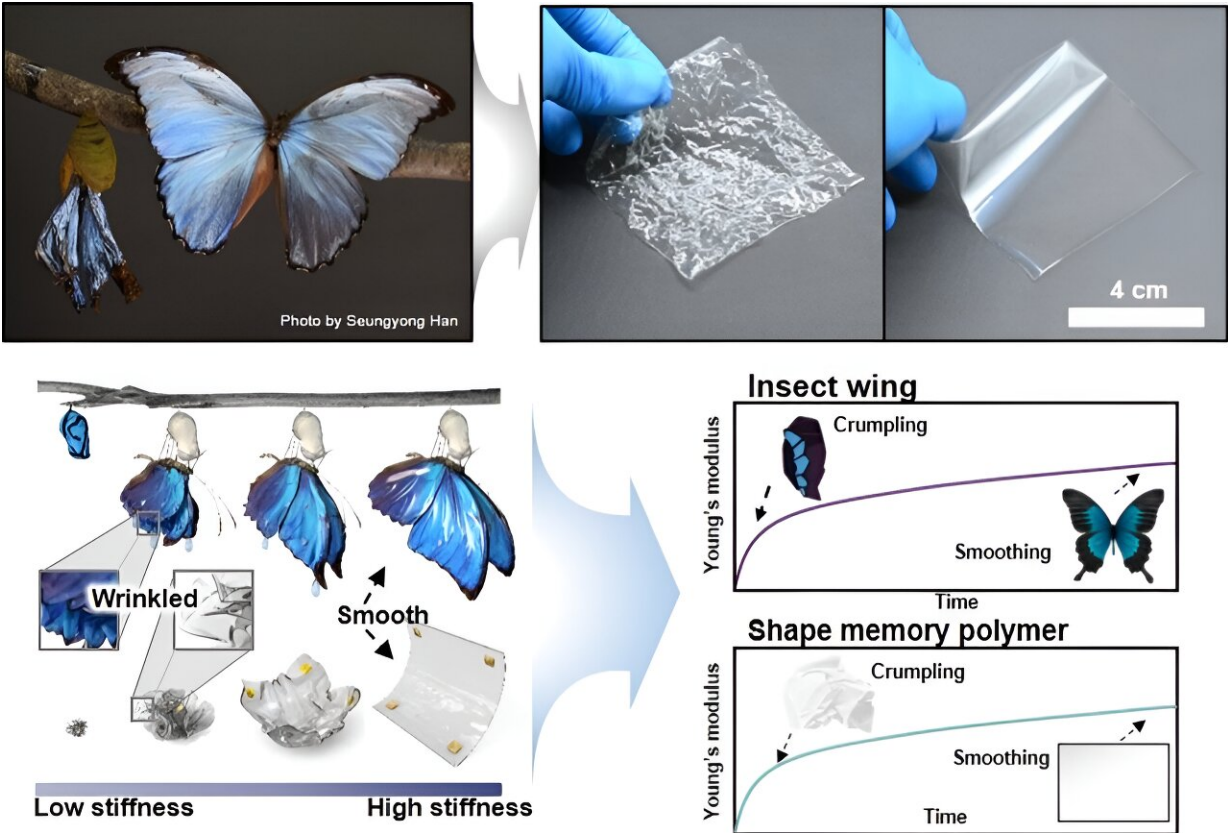 Photo by Seungyong Han
4 cm
Wrinkled
Smooth
Low stiffness
High stiffness
Insect wing
Young's modulus
Crumpling
Smoothing
Time
Shape memory polymer
Young's modulus
Crumpling
Smoothing
Time